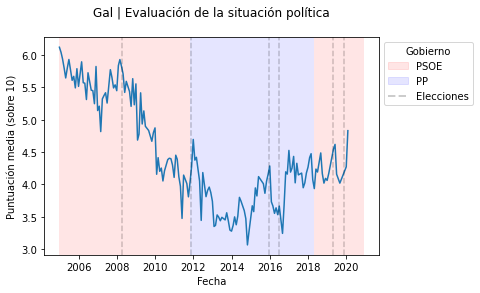 Gal | Evaluación de la situación política
Puntuación media (sobre 10)
6.0
5.5
5.0
4.5
4.0
3.5
3.0
2006
2008
2010
2012
2014
2016
2018
2020
Fecha
Gobierno
PSOE
PP
Elecciones